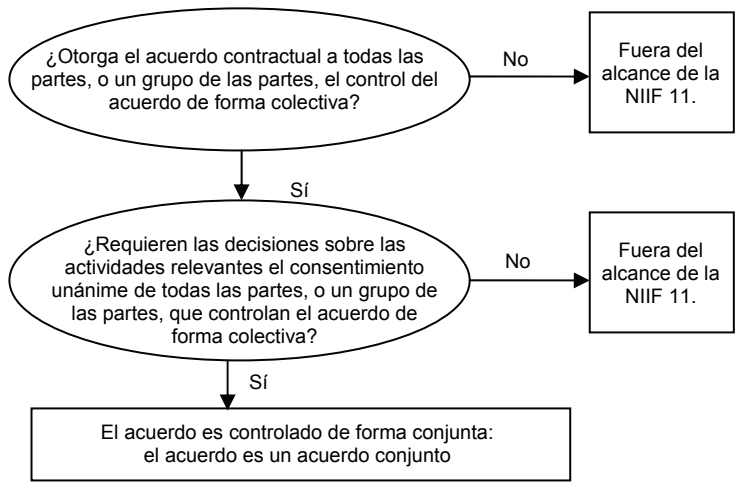 ¿Otorga el acuerdo contractual a todas las
partes, o un grupo de las partes, el control del
acuerdo de forma colectiva?
No
Fuera del
alcance de la
NIIF 11.
Sí
¿Requieren las decisiones sobre las
actividades relevantes el consentimiento
unánime de todas las partes, o un grupo de
las partes, que controlan el acuerdo de
forma colectiva?
No
Fuera del
alcance de la
NIIF 11.
Sí
El acuerdo es controlado de forma conjunta:
el acuerdo es un acuerdo conjunto